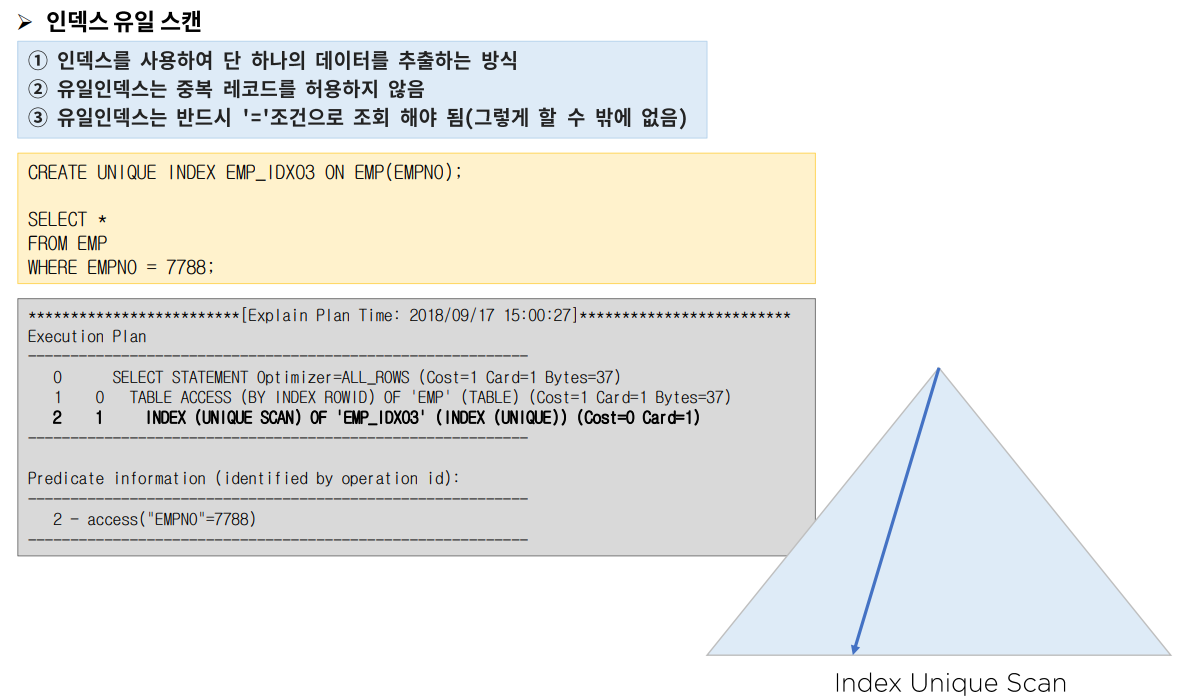 ➢ 인덱스 유일 스캔
① 인덱스를 사용하여 단 하나의 데이터를 추출하는 방식
② 유일인덱스는 중복 레코드를 허용하지 않음
③ 유일인덱스는 반드시 '='조건으로 조회 해야 됨(그렇게 할 수 밖에 없음)
CREATE UNIQUE INDEX EMP_IDX03 ON EMP(EMPNO);
SELECT *
FROM EMP
WHERE EMPNO = 7788;
*************************[Explain Plan Time: 2018/09/17 15:00:27]*************************
Execution Plan
-----------------------------------------------------------
0 SELECT STATEMENT Optimizer=ALL_ROWS (Cost=1 Card=1 Bytes=37)
1 0 TABLE ACCESS (BY INDEX ROWID) OF 'EMP' (TABLE) (Cost=1 Card=1 Bytes=37)
2 1 INDEX (UNIQUE SCAN) OF 'EMP_IDX03' (INDEX (UNIQUE)) (Cost=0 Card=1)
-----------------------------------------------------------
Predicate information (identified by operation id):
-----------------------------------------------------------
2 - access("EMPNO"=7788)
-----------------------------------------------------------
Index Unique Scan